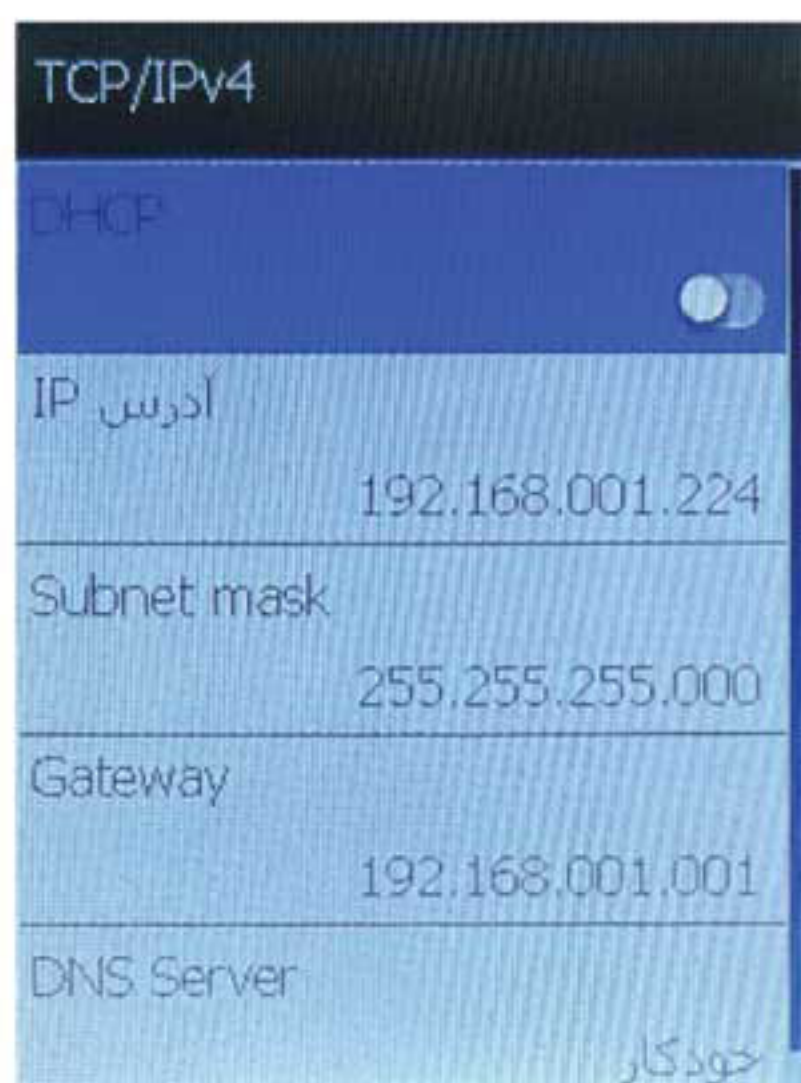 TCP/IPv4
DHCP
آدرس IP
192.168.001.224
Subnet mask
255.255.255.000
Gateway
192.168.001.001
DNS Server
خودکار